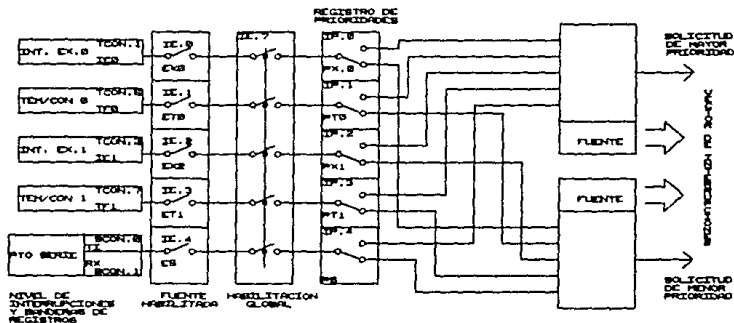 REGISTRO DE
PRIORIDADES
INT. EX.0
TCON.1
IE0
IE.0
EX0
IE.7
IP.0
PX.0
SOLICITUD
DE MAYOR
PRIORIDAD
TEM/CON 0
TCON.5
TF0
IE.1
ET0
IP.1
PT0
INT. EX.1
TCON.3
IE1
IE.2
EX2
IP.2
PX1
FUENTE
TEM/CON 1
TCON.7
TF1
IE.3
ET1
IP.3
PT1
FUENTE
PTO SERIE
SCON.0
TI
RX
SCON.1
IE.4
ES
IP.4
PS
SOLICITUD
DE MENOR
PRIORIDAD
NIVEL DE
INTERRUPCIONES
Y BANDERAS DE
REGISTROS
FUENTE
HABILITADA
HABILITACION
GLOBAL